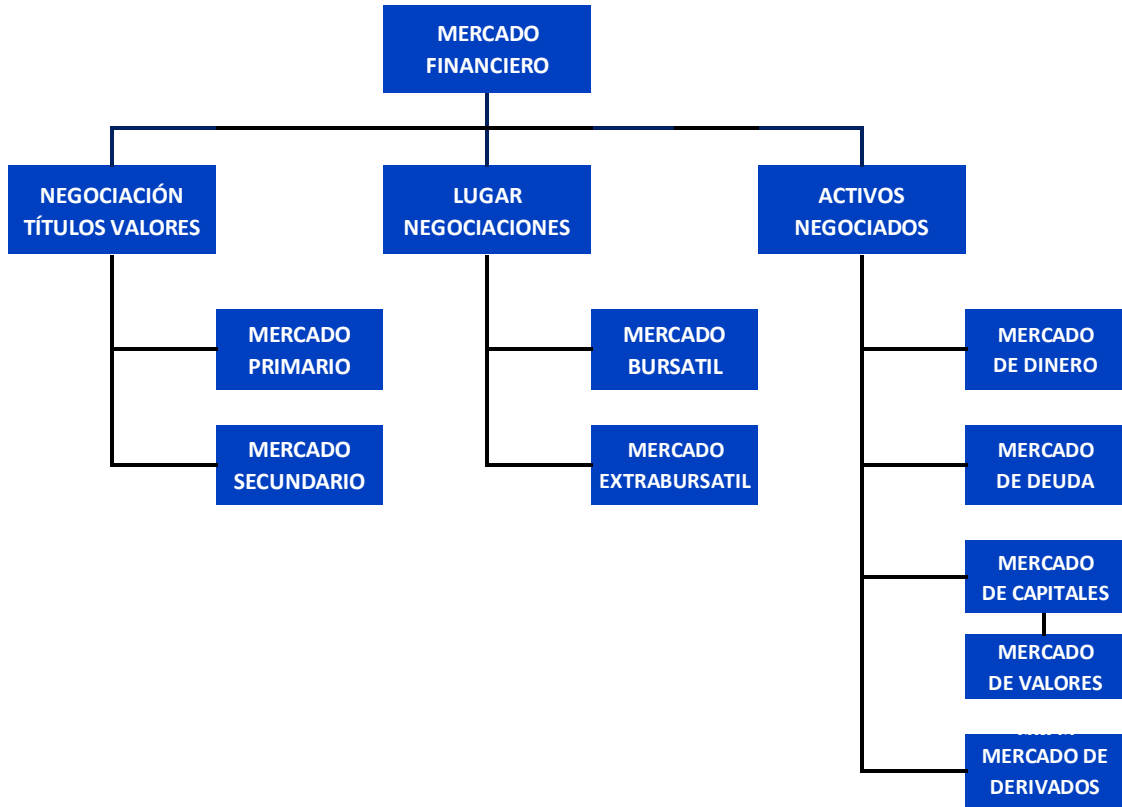 MERCADO
FINANCIERO
NEGOCIACIÓN
TÍTULOS VALORES
LUGAR
NEGOCIACIONES
ACTIVOS
NEGOCIADOS
MERCADO
PRIMARIO
MERCADO
SECUNDARIO
MERCADO
BURSATIL
MERCADO
EXTRABURSATIL
MERCADO
DE DINERO
MERCADO
DE DEUDA
MERCADO
DE CAPITALES
MERCADO
DE VALORES
MERCADO DE
DERIVADOS